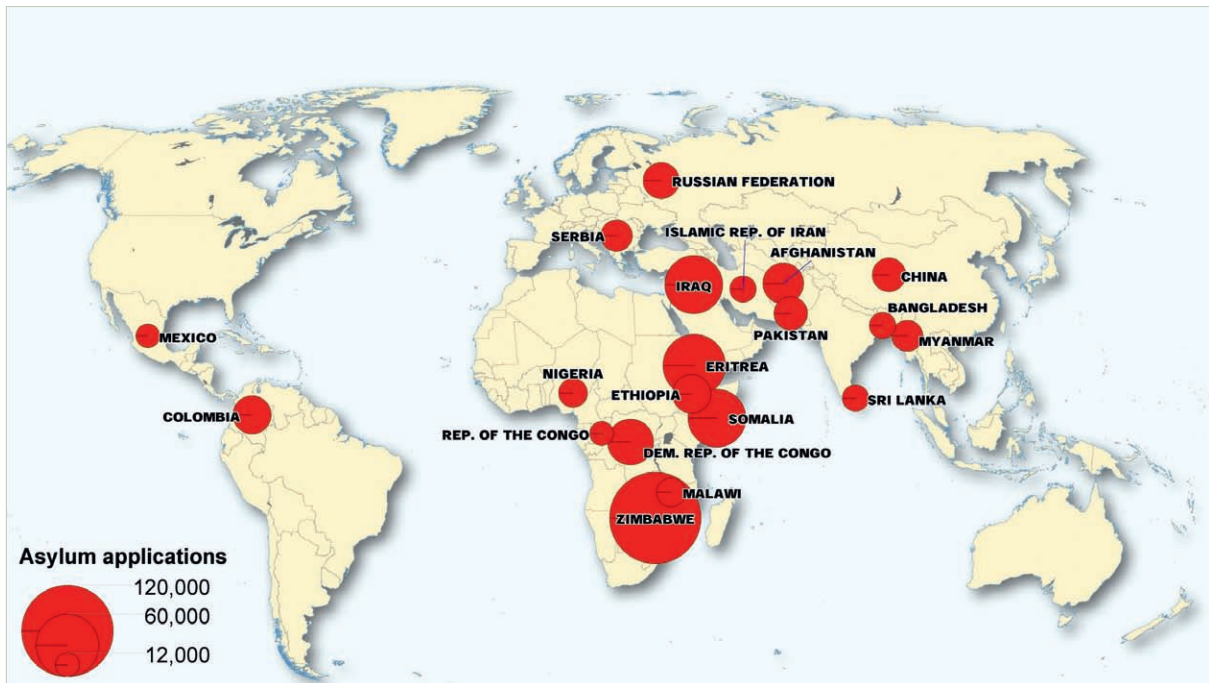 RUSSIAN FEDERATION
SERBIA
ISLAMIC REP. OF IRAN
AFGHANISTAN
IRAQ
CHINA
BANGLADESH
MEXICO
PAKISTAN
MYANMAR
NIGERIA
ERITREA
ETHIOPIA
SRI LANKA
COLOMBIA
SOMALIA
REP. OF THE CONGO
DEM. REP. OF THE CONGO
MALAWI
ZIMBABWE
Asylum applications
120,000
60,000
12,000